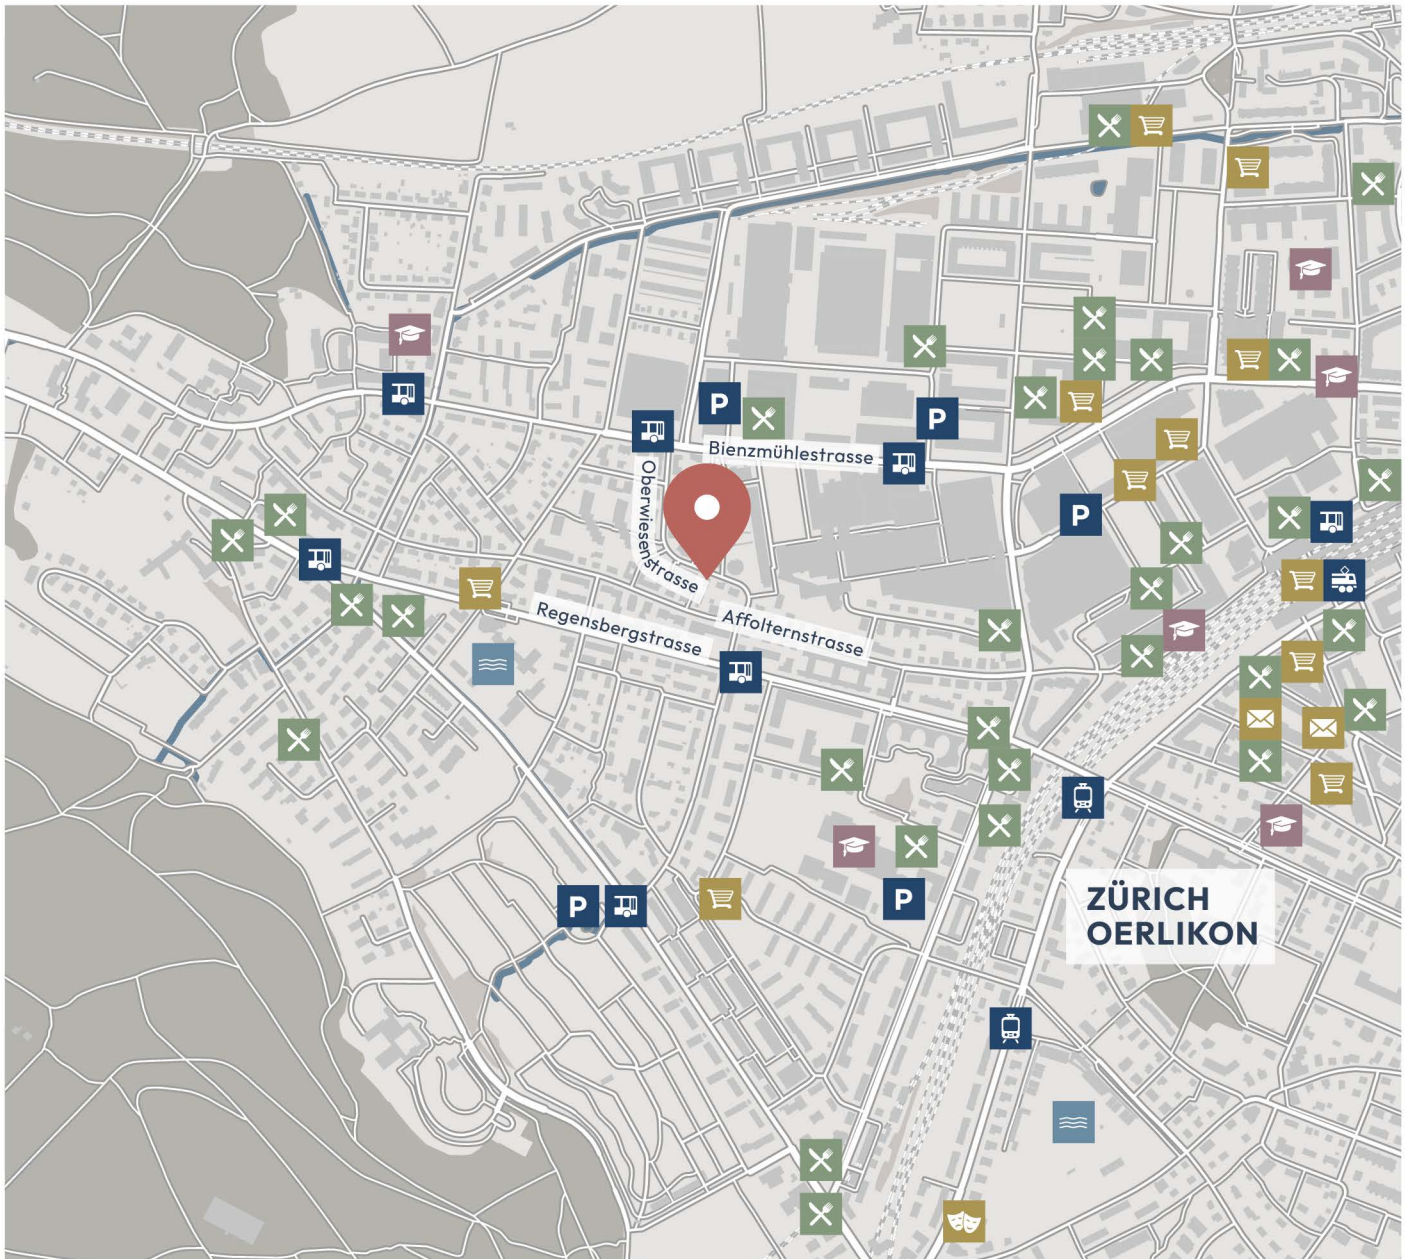 P
P
Bienzmühlestrasse
Oberwiesenstrasse
P
Regensbergstrasse
Affolternstrasse
P
P
ZÜRICH
OERLIKON